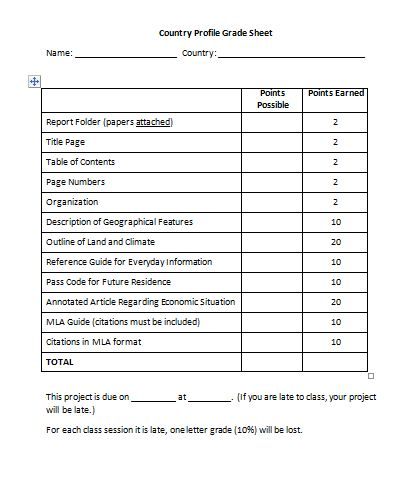 Country Profile Grade Sheet
Name: ____________________ Country: ____________________________
Points Possible Points Earned
Report Folder (papers attached) 2
Title Page 2
Table of Contents 2
Page Numbers 2
Organization 2
Description of Geographical Features 10
Outline of Land and Climate 20
Reference Guide for Everyday Information 10
Pass Code for Future Residence 10
Annotated Article Regarding Economic Situation 20
MLA Guide (citations must be included) 10
Citations in MLA format 10
TOTAL
This project is due on _________ at _________. (If you are late to class, your project
will be late.)
For each class session it is late, one letter grade (10%) will be lost.